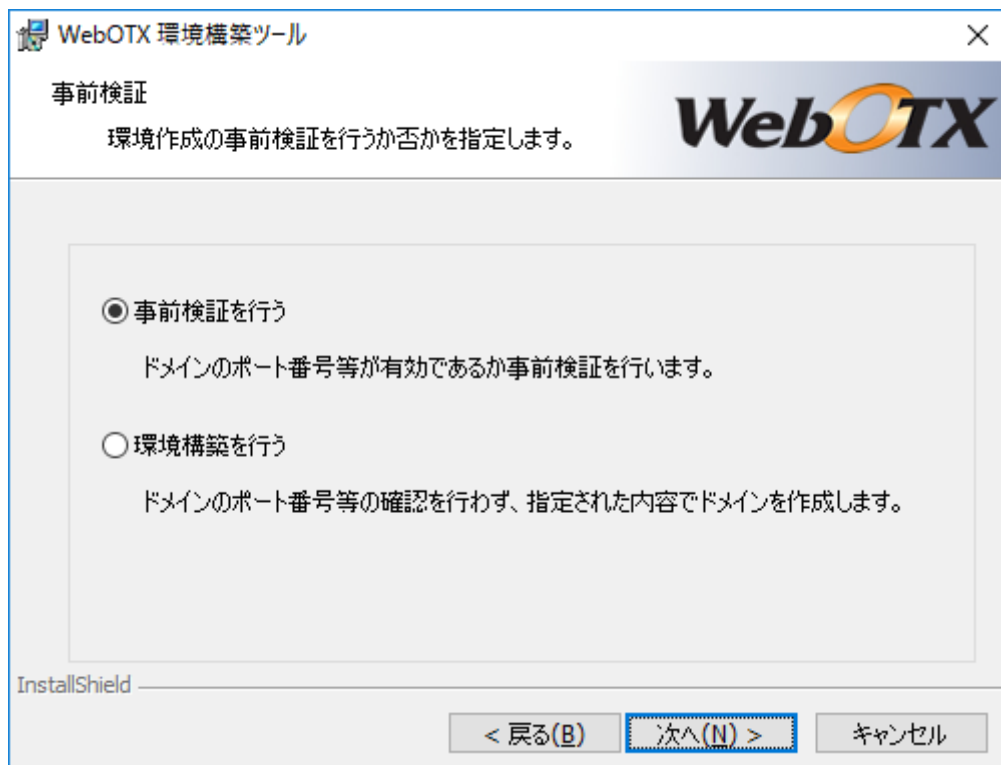 WebOTX 環境構築ツール
事前検証
環境作成の事前検証を行うか否かを指定します。
WebOTX
事前検証を行う
ドメインのポート番号等が有効であるか事前検証を行います。
環境構築を行う
ドメインのポート番号等の確認を行わず、指定された内容でドメインを作成します。
InstallShield
< 戻る(B)
次へ(N) >
キャンセル